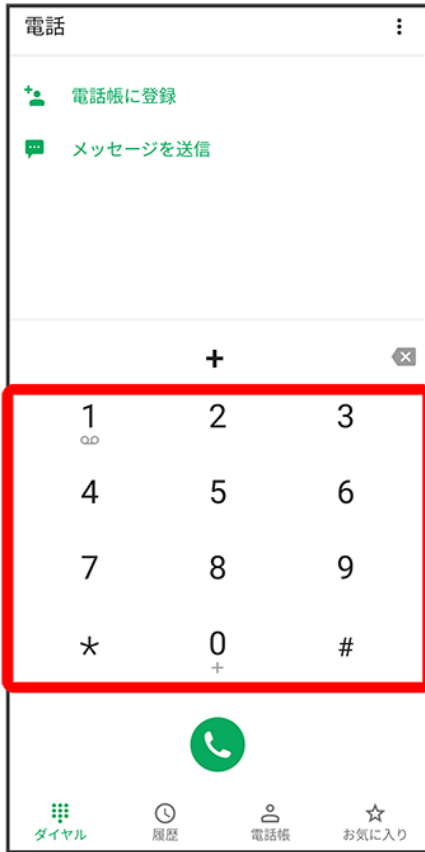 電話
電話帳に登録
メッセージを送信
+
1 2 3
4 5 6
7 8 9
* 0 #
+
ダイヤル 履歴 電話帳 お気に入り